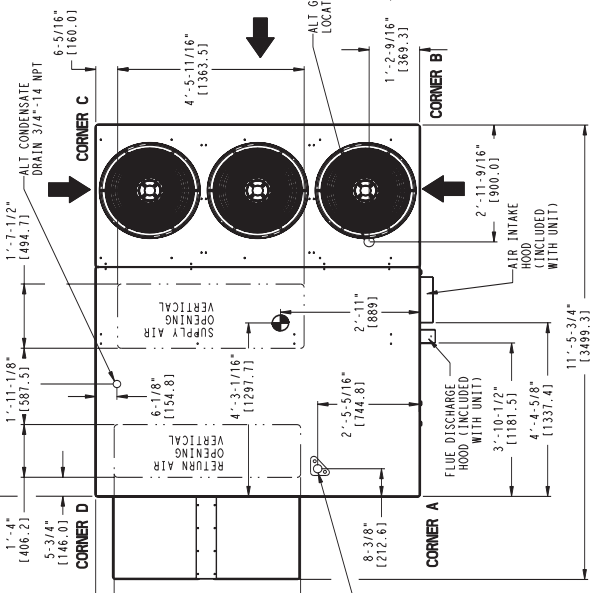 6-5/16"
[160.0]
ALT CONDENSATE
DRAIN 3/4"-14 NPT
CORNER C
4'-5-11/16"
[1363.5]
ALT G
LOCAT
1'-2-9/16"
[369.3]
CORNER B
1'-7-1/2"
[494.7]
2'-11-9/16"
[900.0]
AIR INTAKE
HOOD
(INCLUDED
WITH UNIT)
SUPPLY AIR
OPENING
VERTICAL
2'-11"
[889]
11'-5-3/4"
[3499.3]
1'-11-1/8"
[587.5]
6-1/8"
[154.8]
4'-3-1/16"
[1297.7]
2'-5-5/16"
[744.8]
FLUE DISCHARGE
HOOD (INCLUDED
WITH UNIT)
3'-10-1/2"
[1181.5]
4'-4-5/8"
[1337.4]
RETURN AIR
OPENING
VERTICAL
1'-4"
[406.2]
5-3/4"
[146.0]
CORNER D
8-3/8"
[212.6]
CORNER A